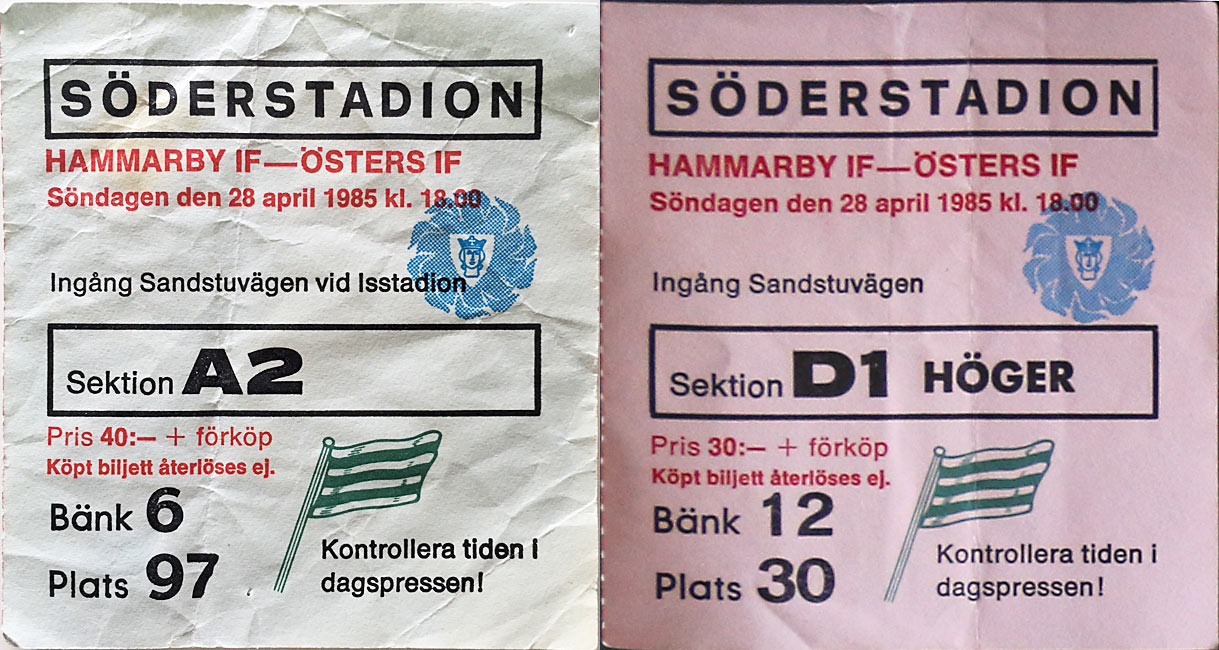 SÖDERSTADION
HAMMARBY IF—ÖSTERS IF
Söndagen den 28 april 1985 kl. 18.00
Ingång Sandstuvägen vid Isstadion
Sektion A2
Pris 40:— + förköp
Köpt biljett återlöses ej.
Bänk 6
Plats 97
Kontrollera tiden i
dagspressen!
SÖDERSTADION
HAMMARBY IF—ÖSTERS IF
Söndagen den 28 april 1985 kl. 18.00
Ingång Sandstuvägen
Sektion D1 HÖGER
Pris 30:— + förköp
Köpt biljett återlöses ej.
Bänk 12
Plats 30
Kontrollera tiden i
dagspressen!